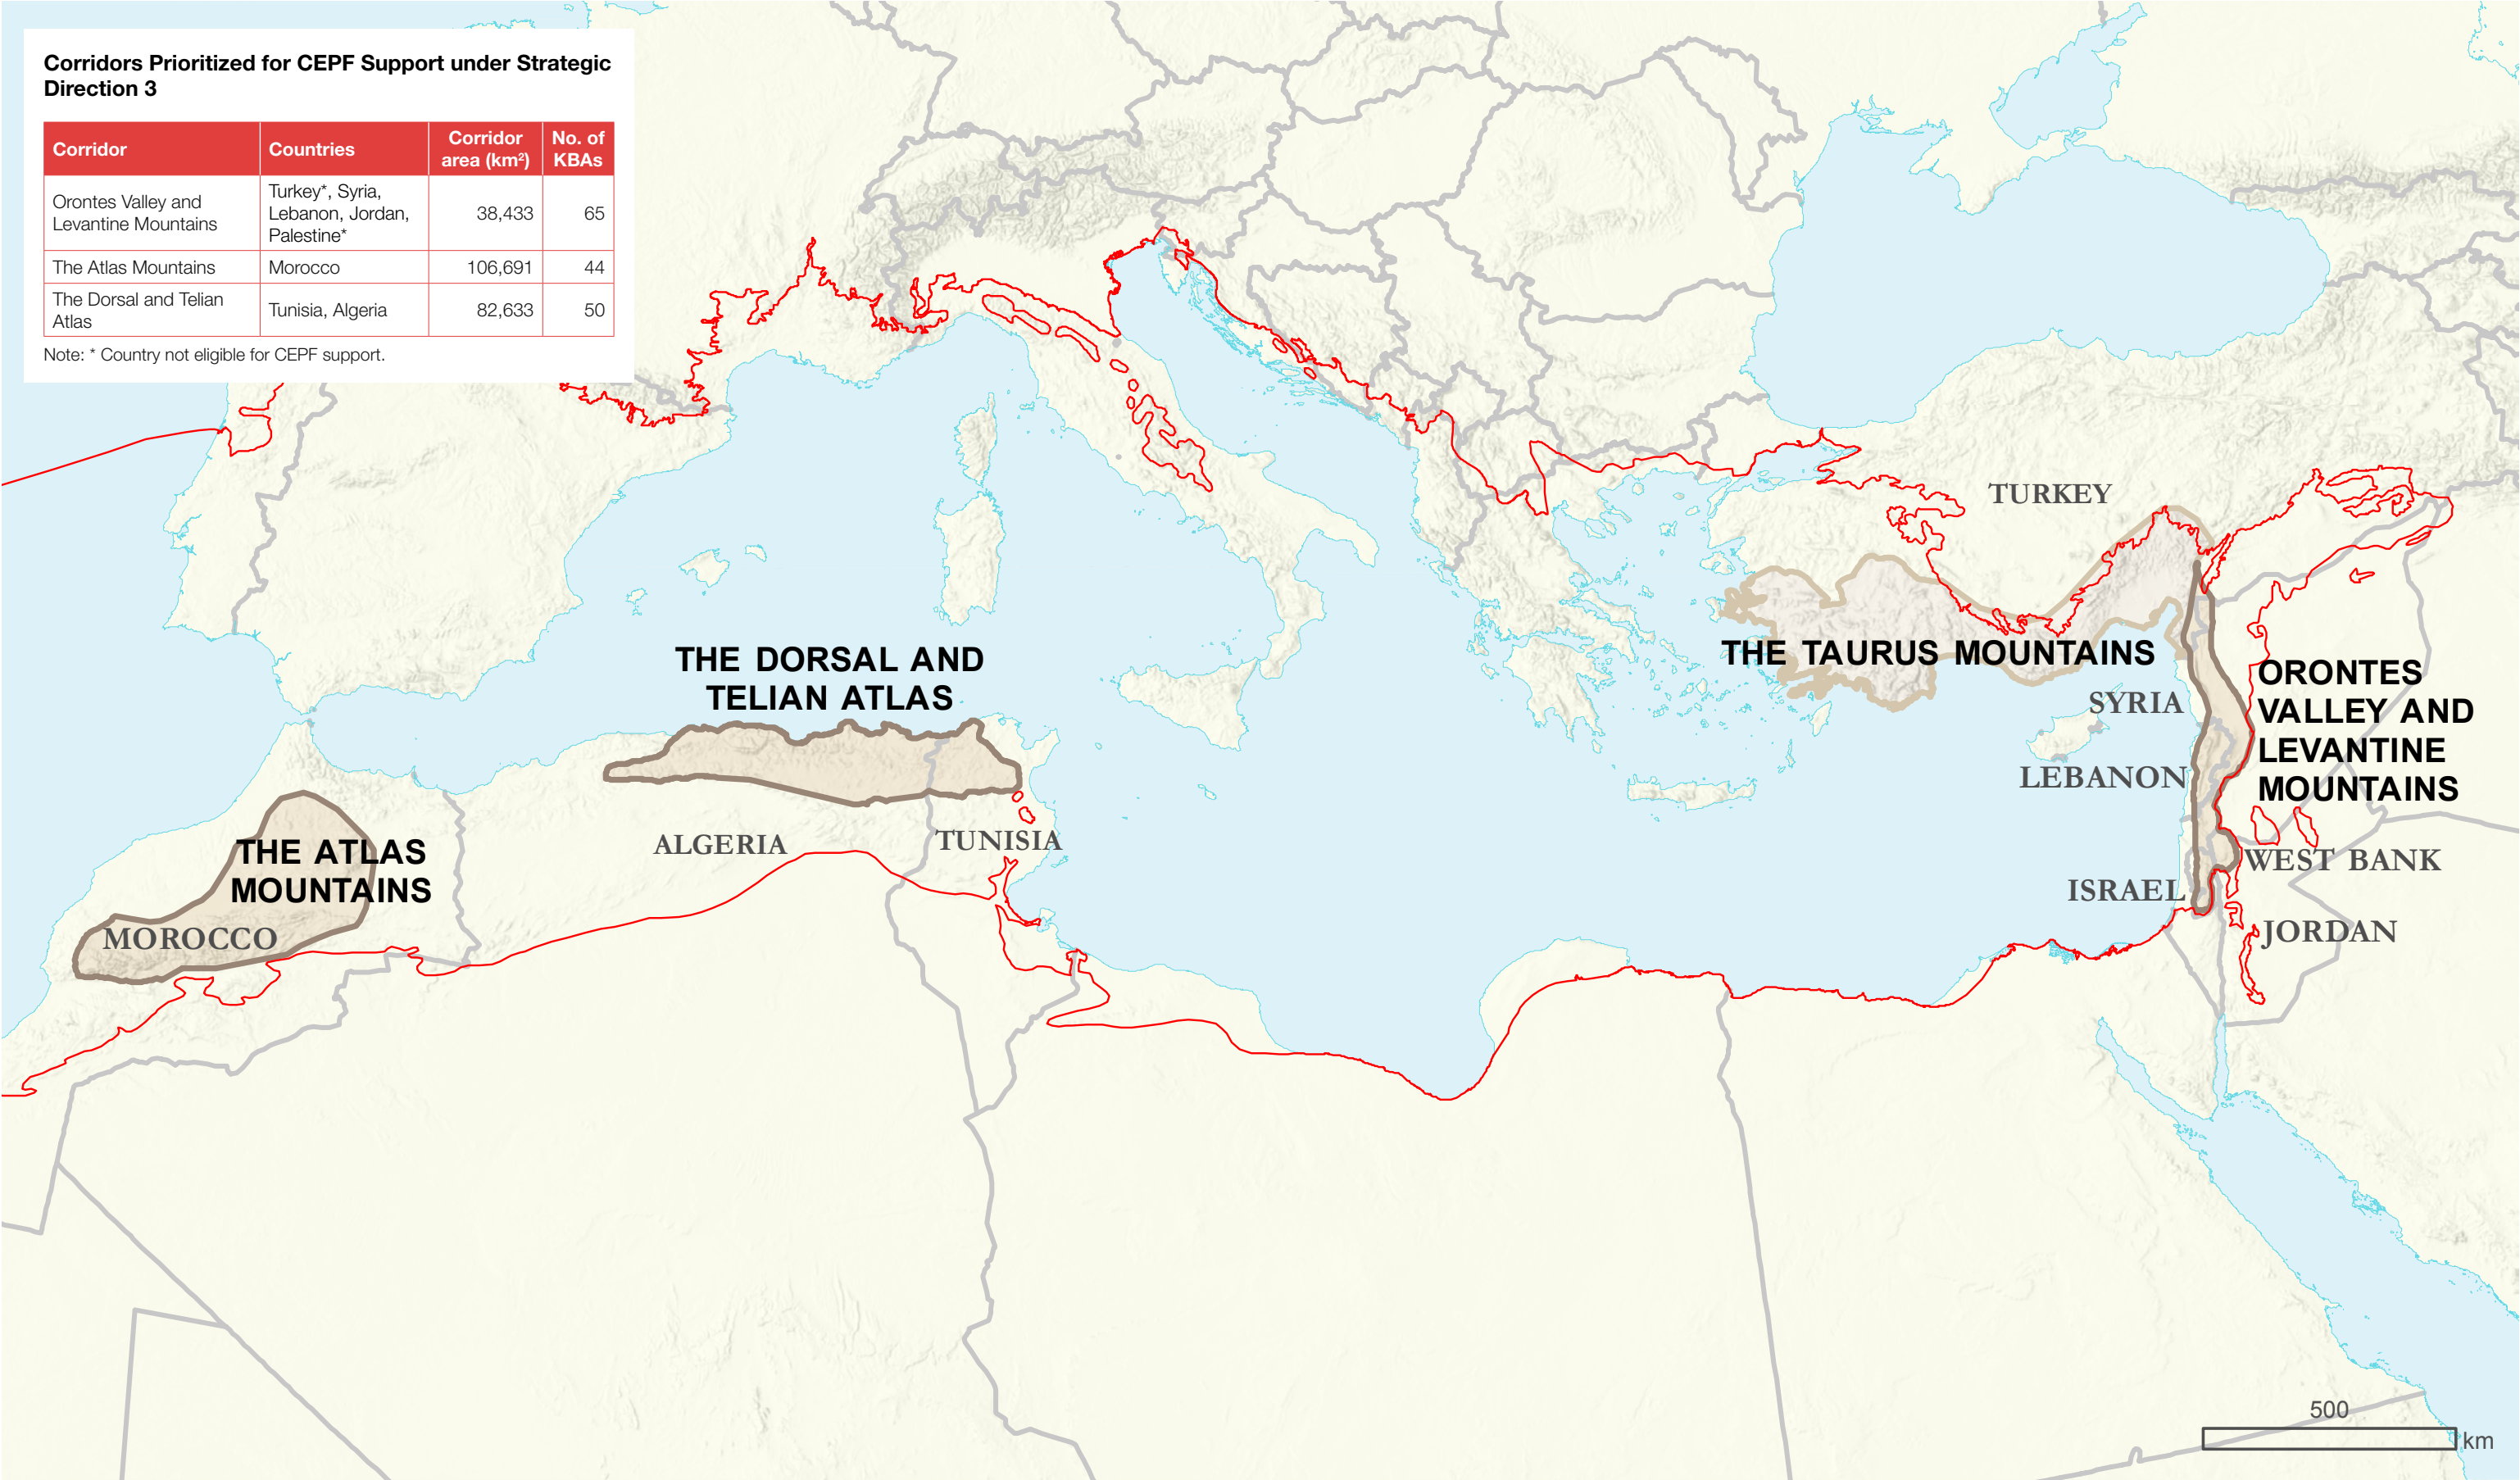 Corridors Prioritized for CEPF Support under Strategic
Direction 3
Corridor Countries Corridor area (km²) No. of KBAs
Orontes Valley and Levantine Mountains Turkey*, Syria, Lebanon, Jordan, Palestine* 38,433 65
The Atlas Mountains Morocco 106,691 44
The Dorsal and Telian Atlas Tunisia, Algeria 82,633 50
Note: * Country not eligible for CEPF support.
TURKEY
THE TAURUS MOUNTAINS
THE DORSAL AND
TELIAN ATLAS
ORONTES
VALLEY AND
LEVANTINE
MOUNTAINS
SYRIA
LEBANON
ALGERIA
TUNISIA
THE ATLAS
MOUNTAINS
WEST BANK
ISRAEL
MOROCCO
JORDAN
500
km